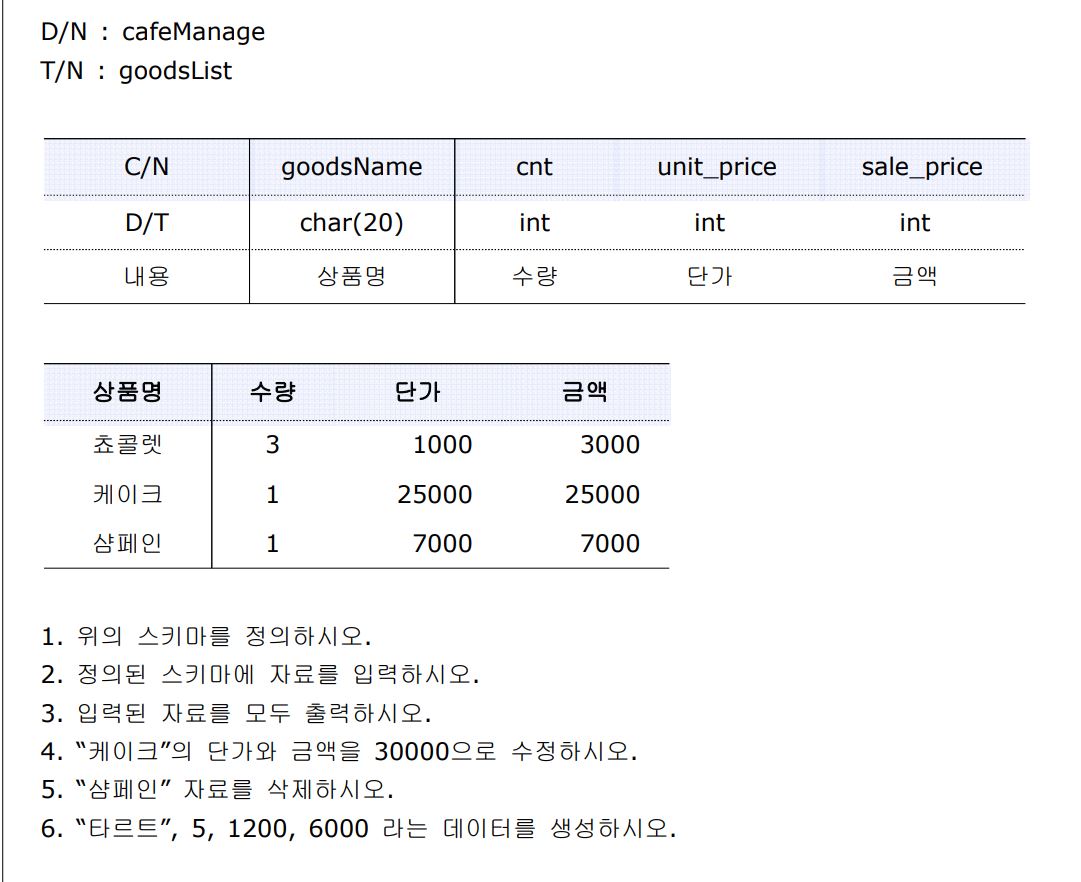 D/N : cafeManage
T/N : goodsList
C/N goodsName cnt unit_price sale_price
D/T char(20) int int int
내용 상품명 수량 단가 금액
상품명 수량 단가 금액
쵸콜렛 3 1000 3000
케이크 1 25000 25000
샴페인 1 7000 7000
1. 위의 스키마를 정의하시오.
2. 정의된 스키마에 자료를 입력하시오.
3. 입력된 자료를 모두 출력하시오.
4. “케이크”의 단가와 금액을 30000으로 수정하시오.
5. “샴페인” 자료를 삭제하시오.
6. “타르트”, 5, 1200, 6000 라는 데이터를 생성하시오.